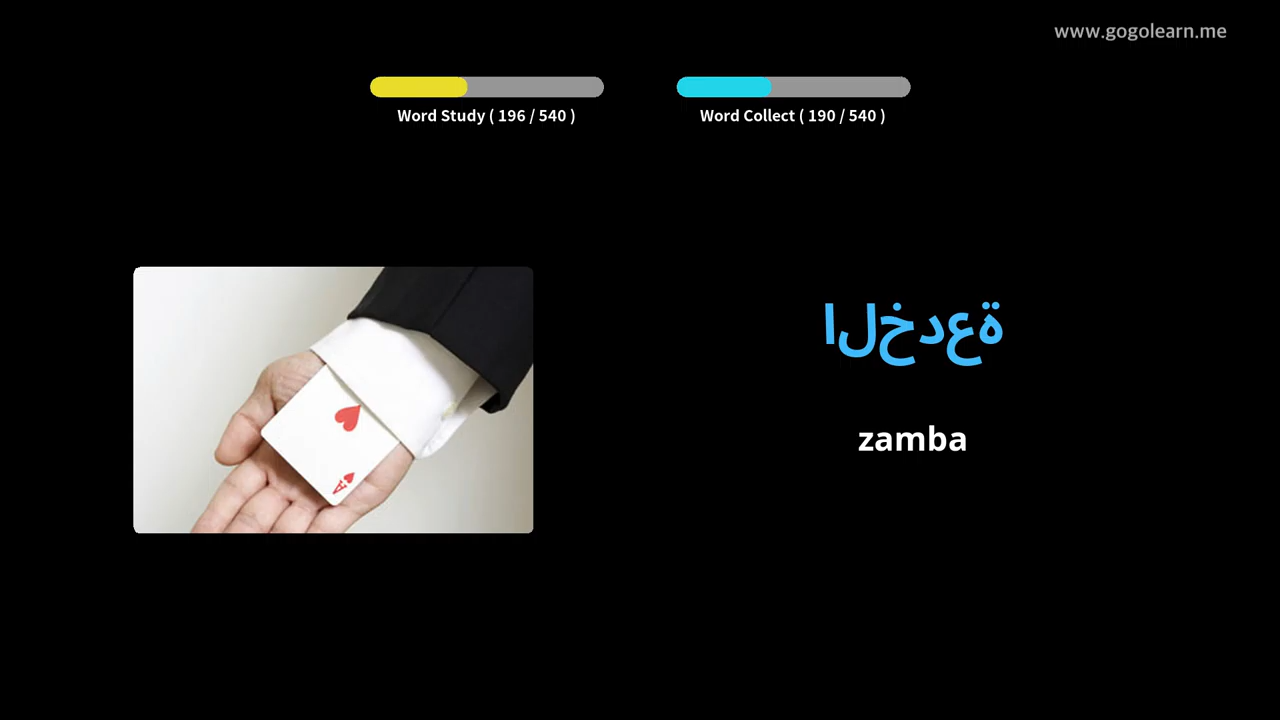 www.gogolearn.me
Word Study ( 196 / 540 )
Word Collect ( 190 / 540 )
الخدعة
zamba
A